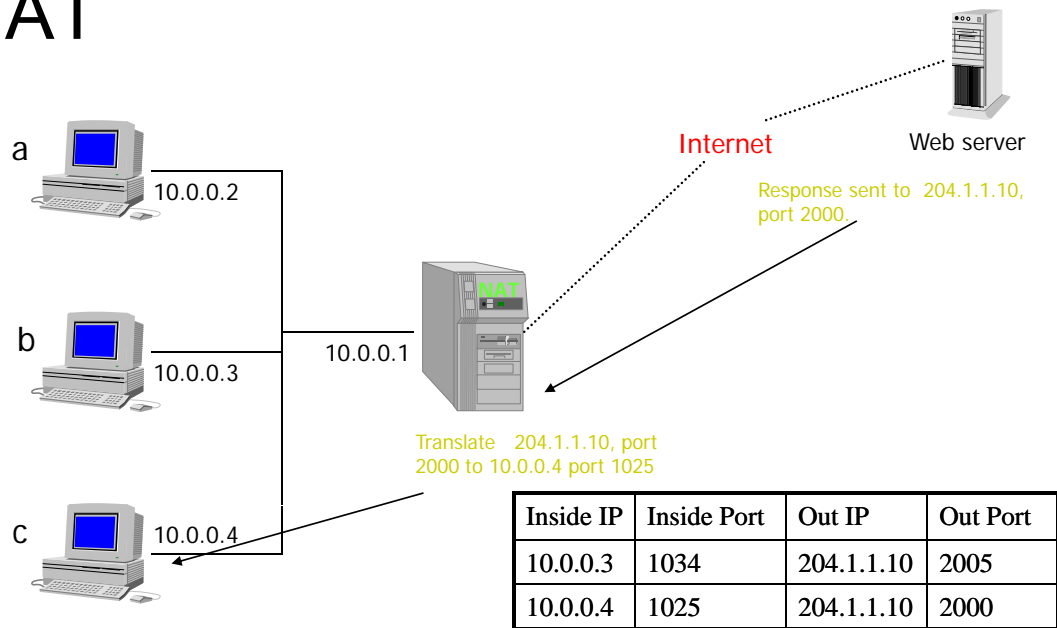 AT
a
10.0.0.2
Internet
Web server
Response sent to 204.1.1.10,
port 2000.
NAT
b
10.0.0.3
10.0.0.1
Translate 204.1.1.10, port
2000 to 10.0.0.4 port 1025
c
10.0.0.4
Inside IP Inside Port Out IP Out Port
10.0.0.3 1034 204.1.1.10 2005
10.0.0.4 1025 204.1.1.10 2000